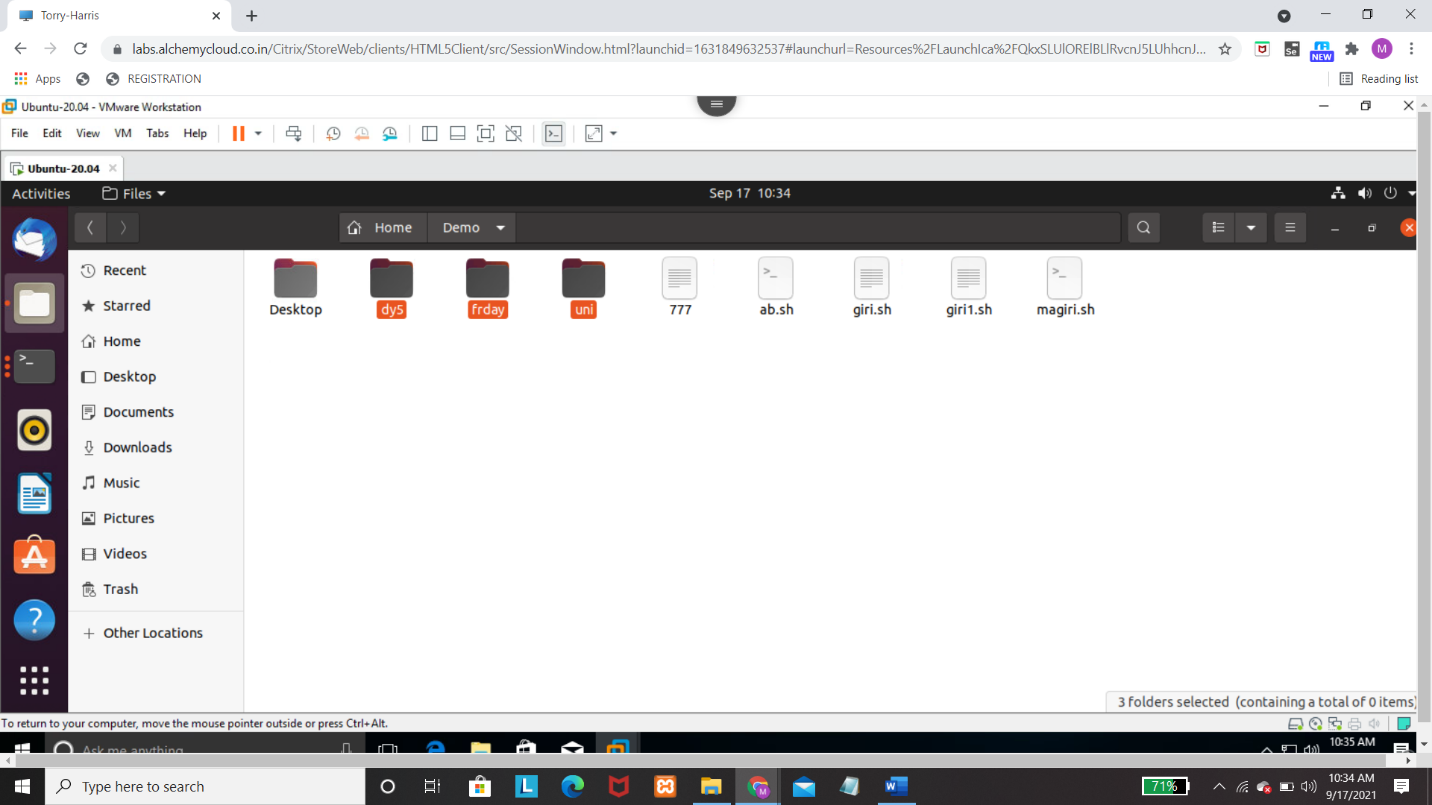 Torry-Harris
labs.alchemycloud.co.in/Citrix/StoreWeb/clients/HTML5Client/src/SessionWindow.html?launchid=1631849632537#launchurl=Resources%2FLaunchIca%2FQkxSLUlORElBLlRvcnJ5LUhhcnJ...
M
Se
NEW
Apps
REGISTRATION
Reading list
Ubuntu-20.04 - VMware Workstation
File Edit View VM Tabs Help
Ubuntu-20.04
Activities Files Sep 17 10:34
Home Demo
Recent
Starred
Home
Desktop
Documents
Downloads
Music
Pictures
Videos
Trash
+ Other Locations
Desktop dy5 frday uni 777 ab.sh giri.sh giri1.sh magiri.sh
3 folders selected (containing a total of 0 items)
To return to your computer, move the mouse pointer outside or press Ctrl+Alt.
Ask me anything
10:35 AM
Type here to search
L
W
71%
10:34 AM
9/17/2021